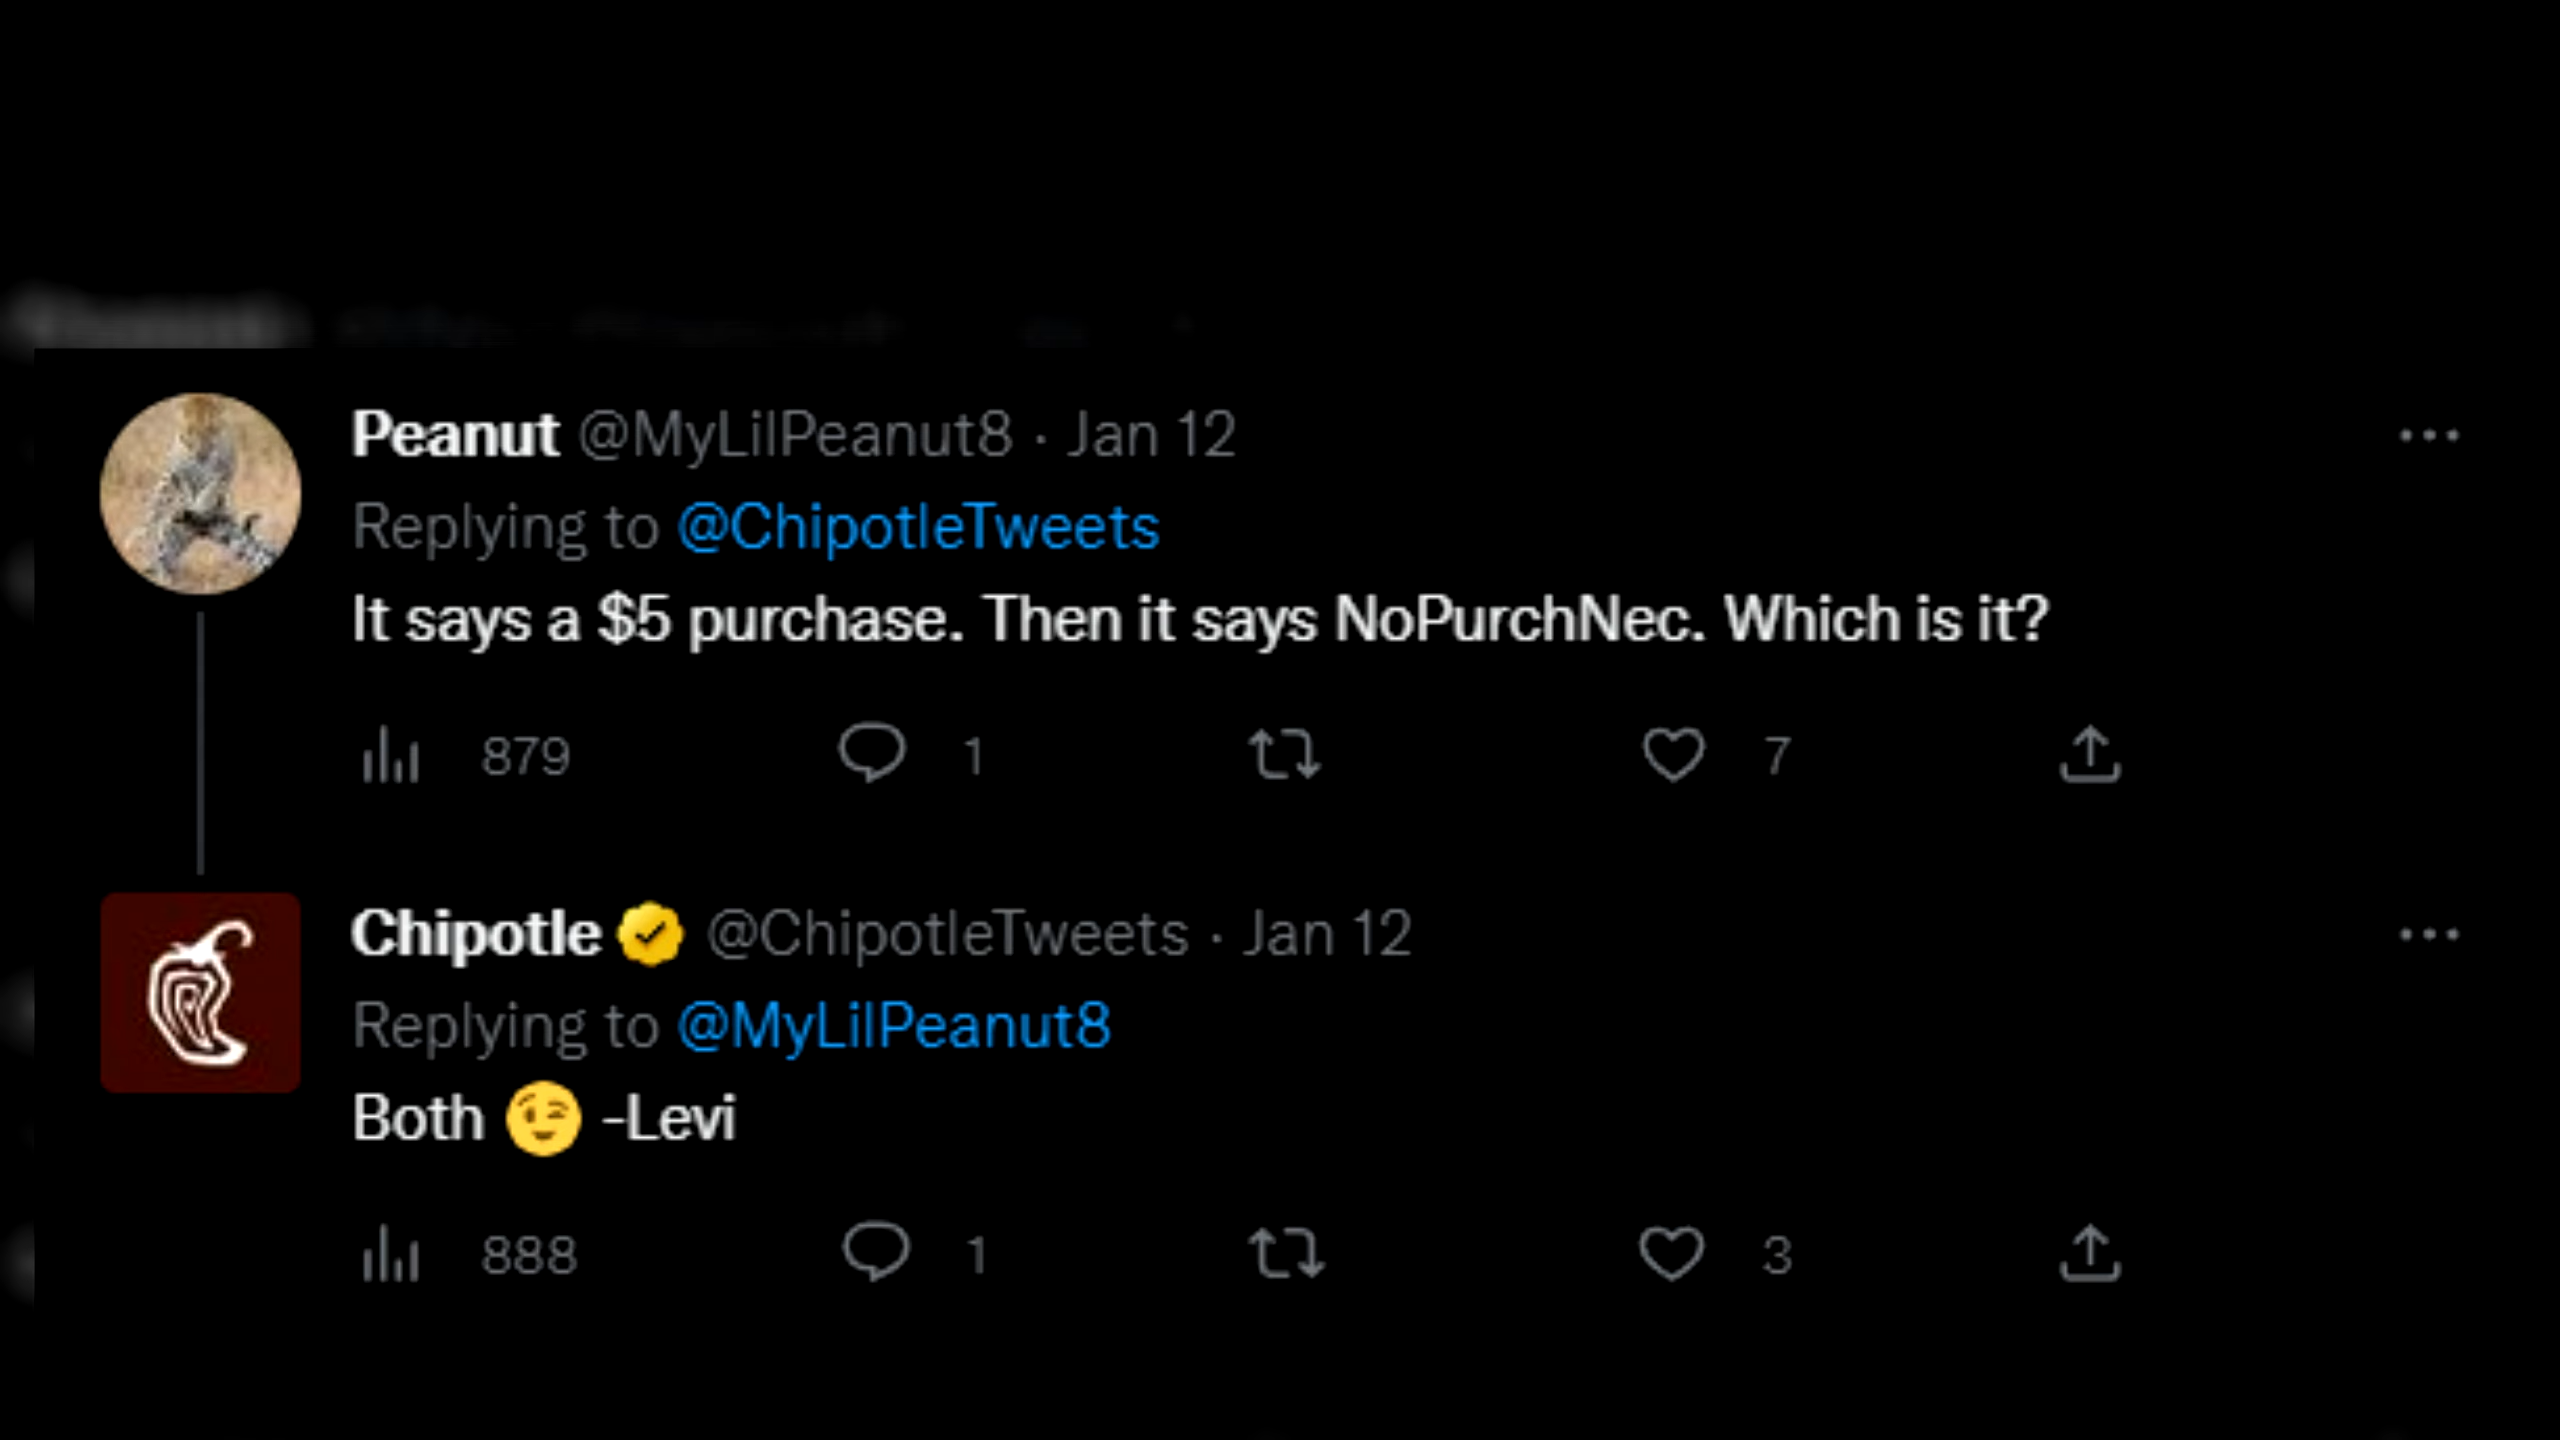 Peanut @MyLilPeanut8 · Jan 12
Replying to @ChipotleTweets
It says a $5 purchase. Then it says NoPurchNec. Which is it?
879 1 7
Chipotle @ChipotleTweets · Jan 12
Replying to @MyLilPeanut8
Both 😉 -Levi
888 1 3